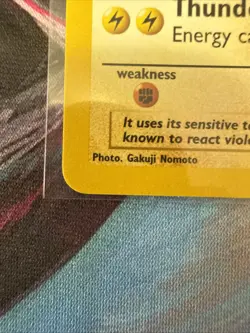 Thunde
Energy ca
weakness
It uses its sensitive t
known to react viol
Photo. Gakuji Nomoto